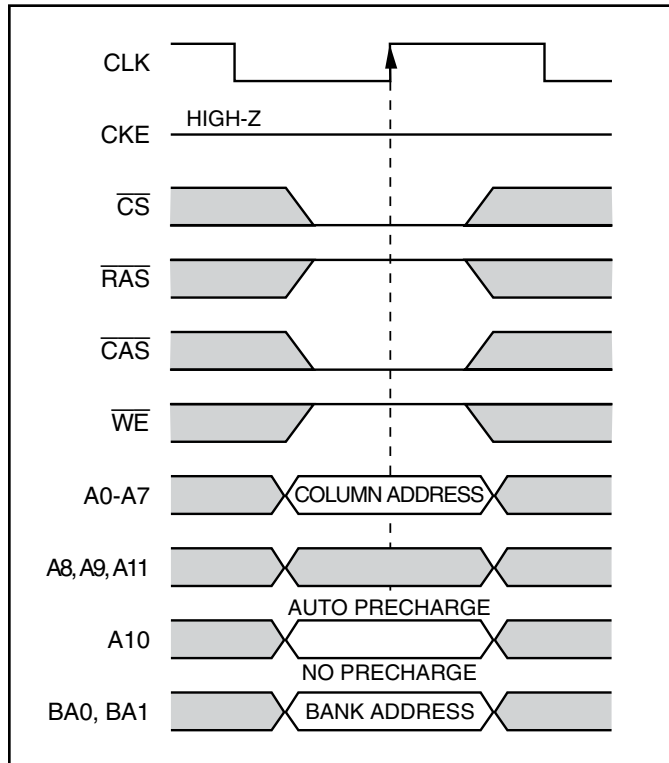 CLK
HIGH-Z
CKE
CS
RAS
CAS
WE
A0-A7 COLUMN ADDRESS
A8, A9, A11
AUTO PRECHARGE
A10
NO PRECHARGE
BA0, BA1 BANK ADDRESS